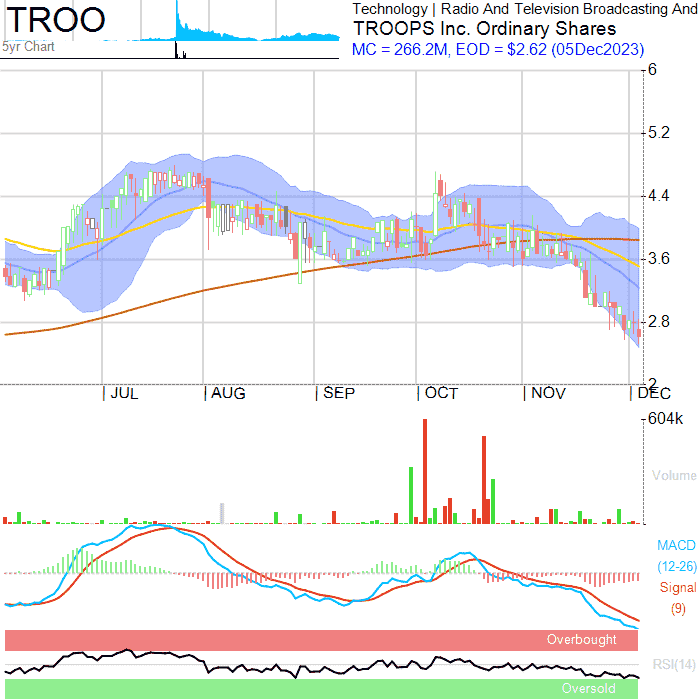 TROO
5yr Chart
Technology | Radio And Television Broadcasting And
TROOPS Inc. Ordinary Shares
MC = 266.2M, EOD = $2.62 (05Dec2023)
6
5.2
4.4
3.6
2.8
2
JUL
AUG
SEP
OCT
NOV
DEC
604k
Volume
MACD
(12-26)
Signal
(9)
Overbought
RSI(14)
Oversold